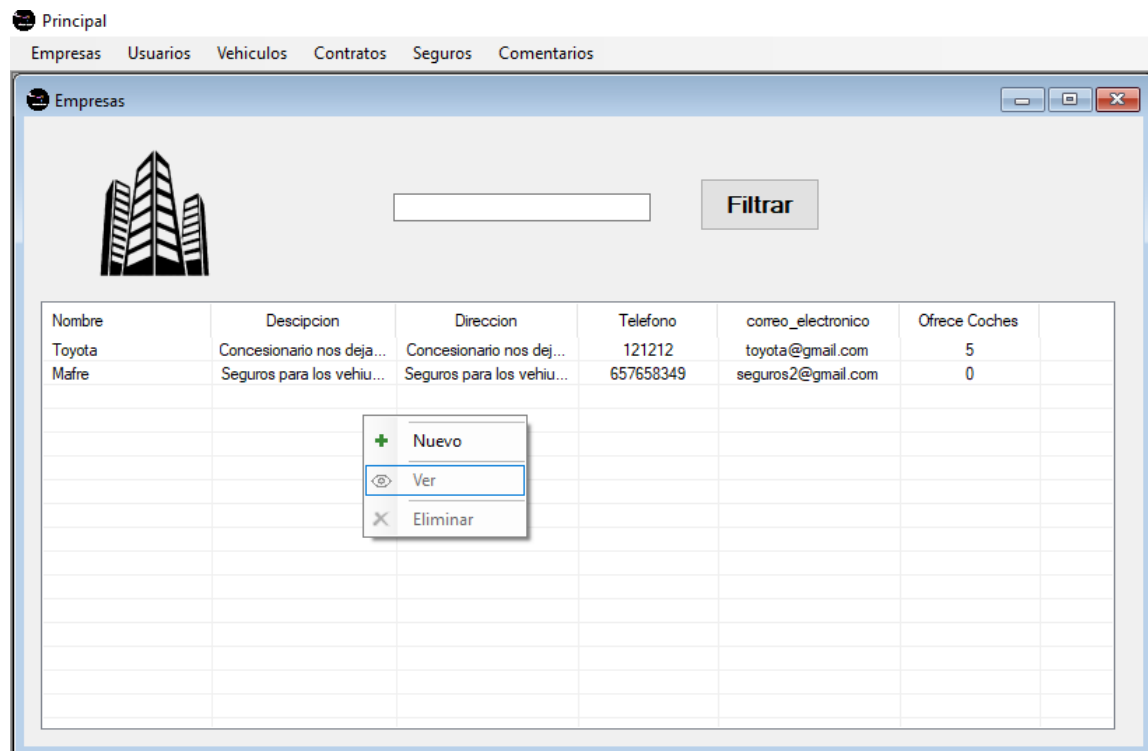 Principal
Empresas Usuarios Vehiculos Contratos Seguros Comentarios
Empresas
Filtrar
Nombre Descipcion Direccion Telefono correo_electronico Ofrece Coches
Toyota Concesionario nos deja... Concesionario nos dej... 121212 toyota@gmail.com 5
Mafre Seguros para los vehiu... Seguros para los vehiu... 657658349 seguros2@gmail.com 0
Nuevo
Ver
Eliminar